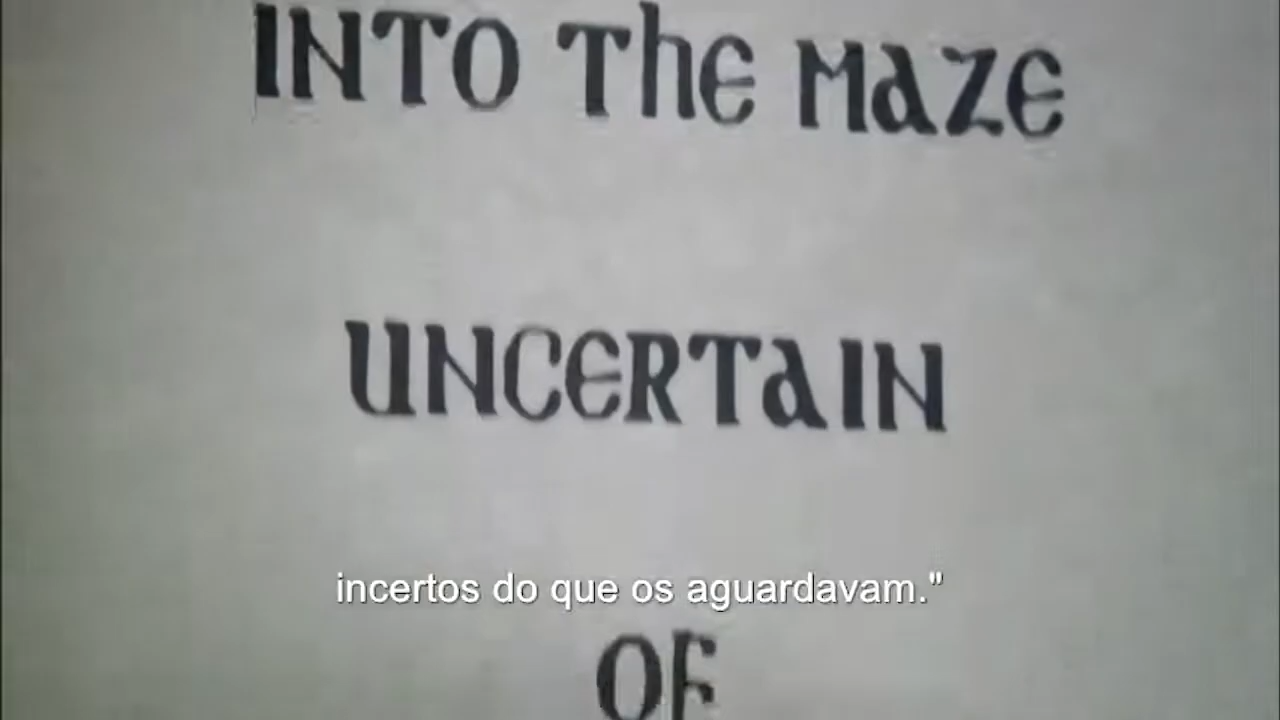 INTO The MaZE
UNCERTaIN
incertos do que os aguardavam."
OF